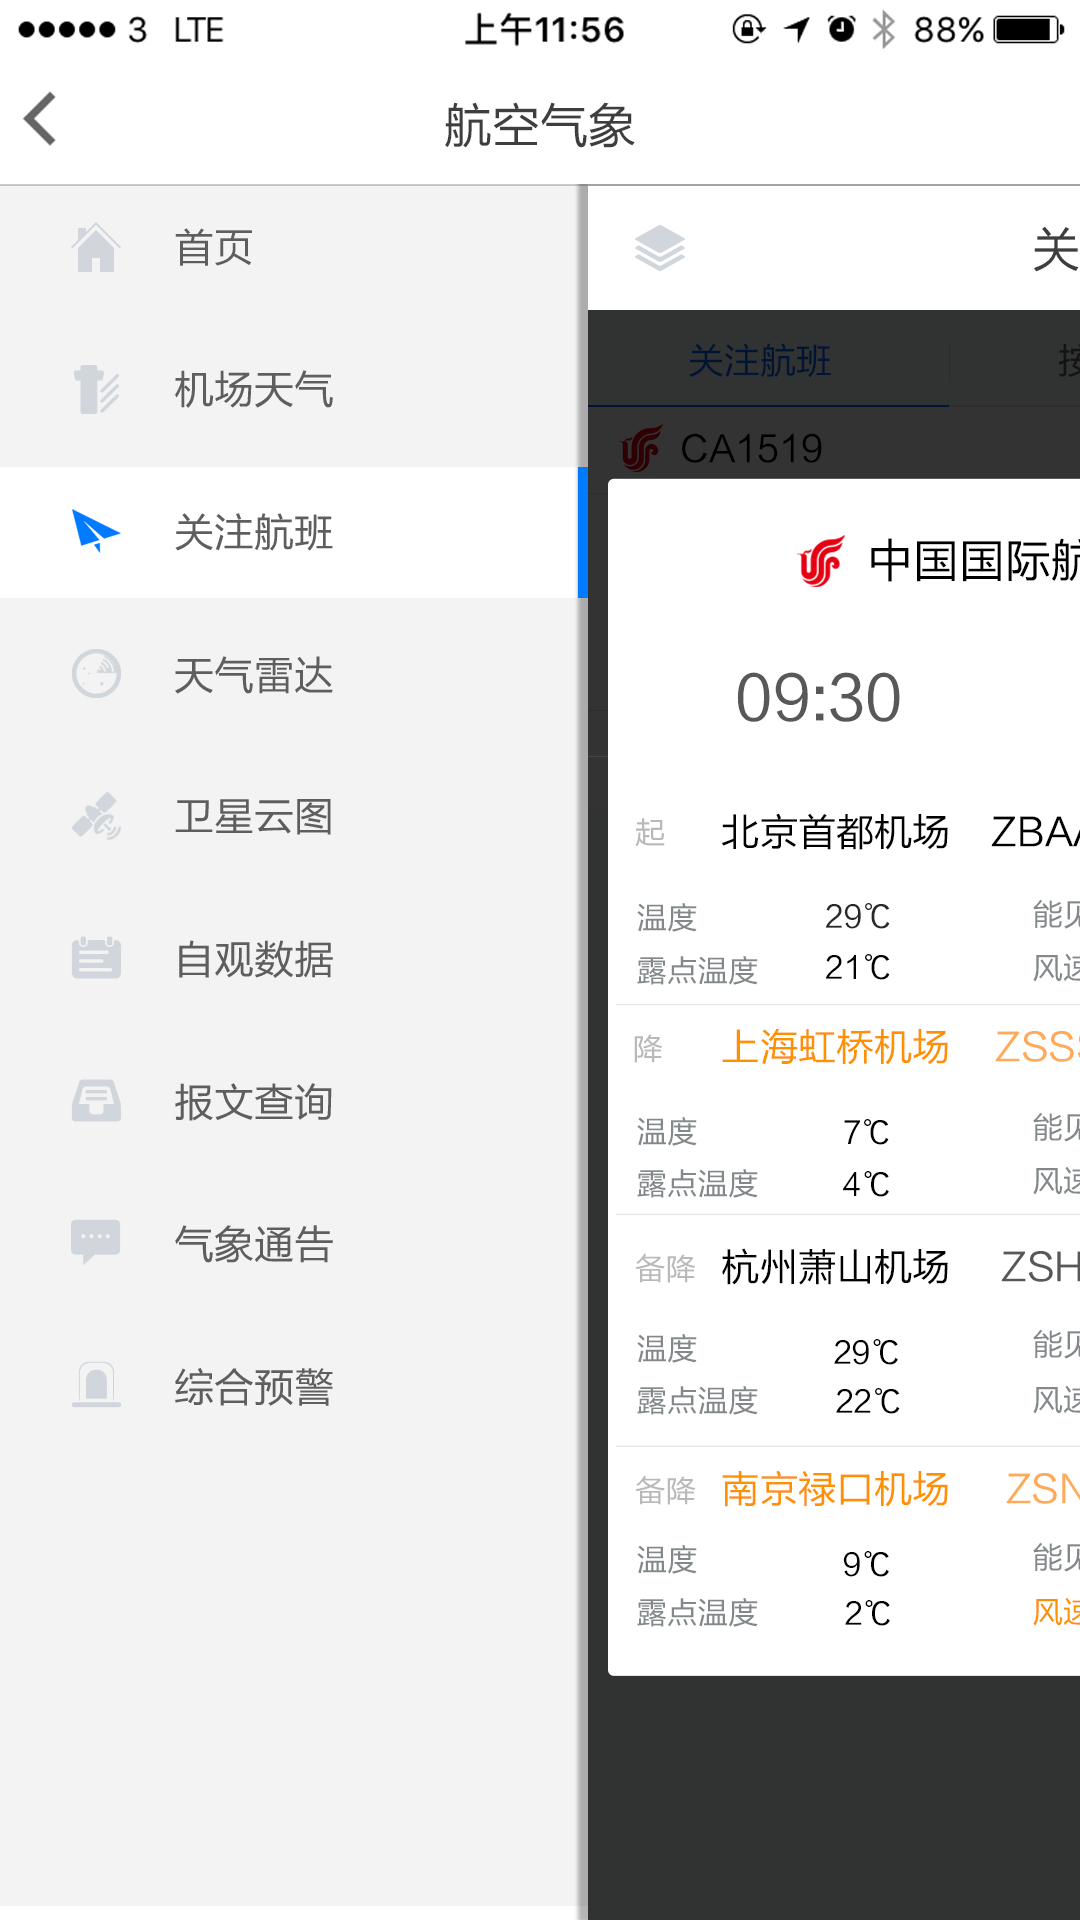 3 LTE 上午11:56 88%
航空气象
首页
机场天气
关注航班
天气雷达
卫星云图
自观数据
报文查询
气象通告
综合预警
关
关注航班
CA1519
中国国际航
09:30
起 北京首都机场 ZBAA
温度 29℃ 能见
露点温度 21℃ 风速
降 上海虹桥机场 ZSSS
温度 7℃ 能见
露点温度 4℃ 风速
备降 杭州萧山机场 ZSH
温度 29℃ 能见
露点温度 22℃ 风速
备降 南京禄口机场 ZSN
温度 9℃ 能见
露点温度 2℃ 风速